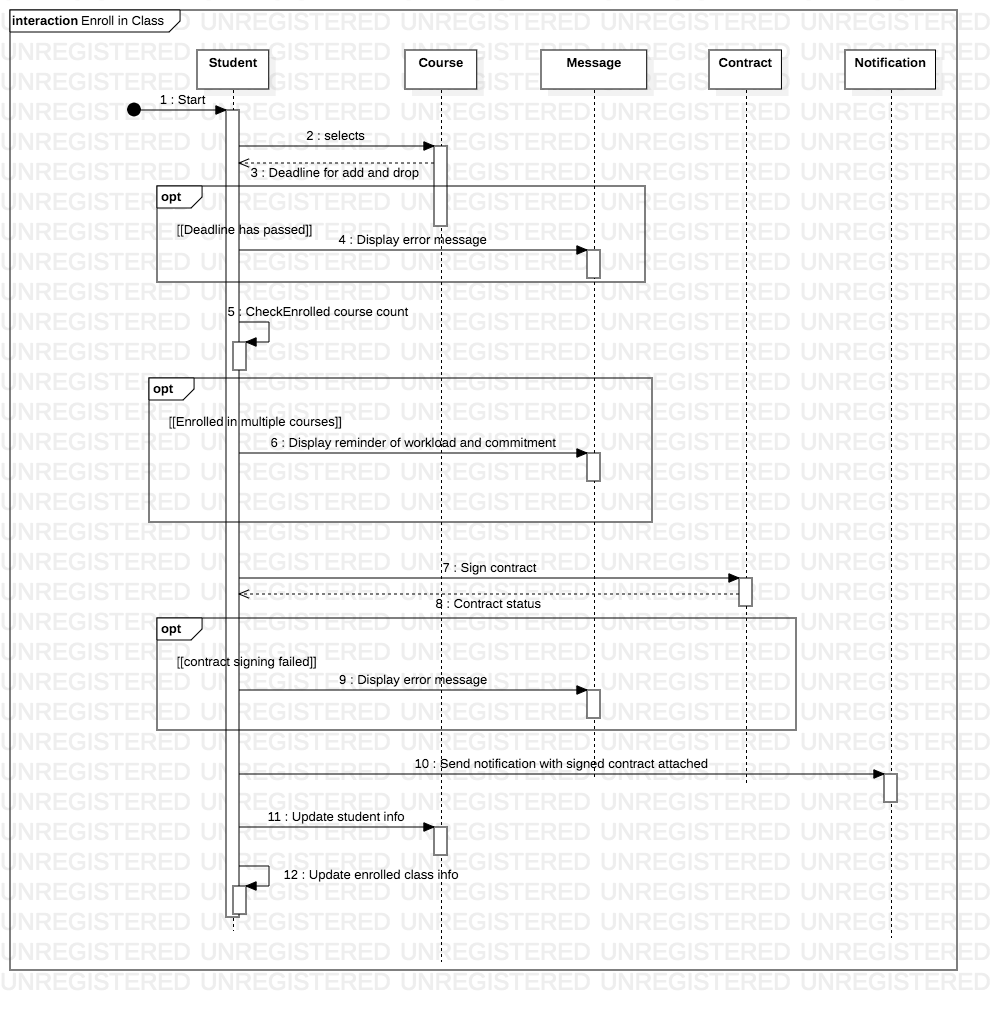 interaction Enroll in Class
Student
Course
Message
Contract
Notification
1 : Start
2 : selects
3 : Deadline for add and drop
opt
[[Deadline has passed]]
4 : Display error message
5 : CheckEnrolled course count
opt
[[Enrolled in multiple courses]]
6 : Display reminder of workload and commitment
7 : Sign contract
8 : Contract status
opt
[[contract signing failed]]
9 : Display error message
10 : Send notification with signed contract attached
11 : Update student info
12 : Update enrolled class info
UNREGISTERED